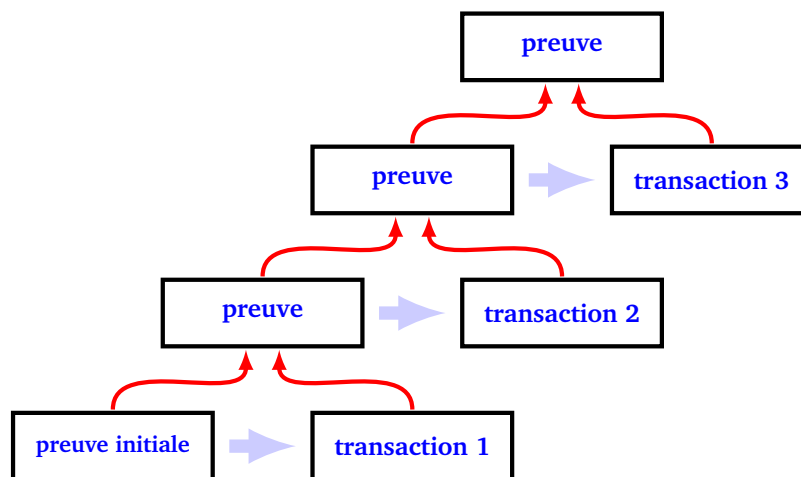 preuve
preuve
transaction 3
preuve
transaction 2
preuve initiale
transaction 1